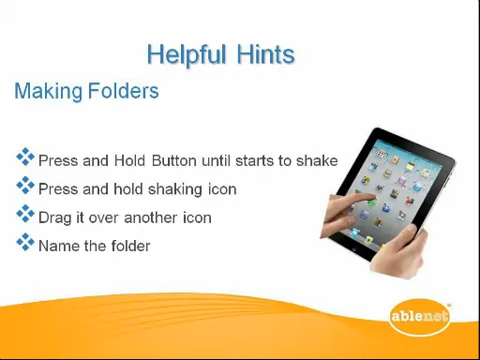 Helpful Hints
Making Folders
Press and Hold Button until starts to shake
Press and hold shaking icon
Drag it over another icon
Name the folder
ablenet